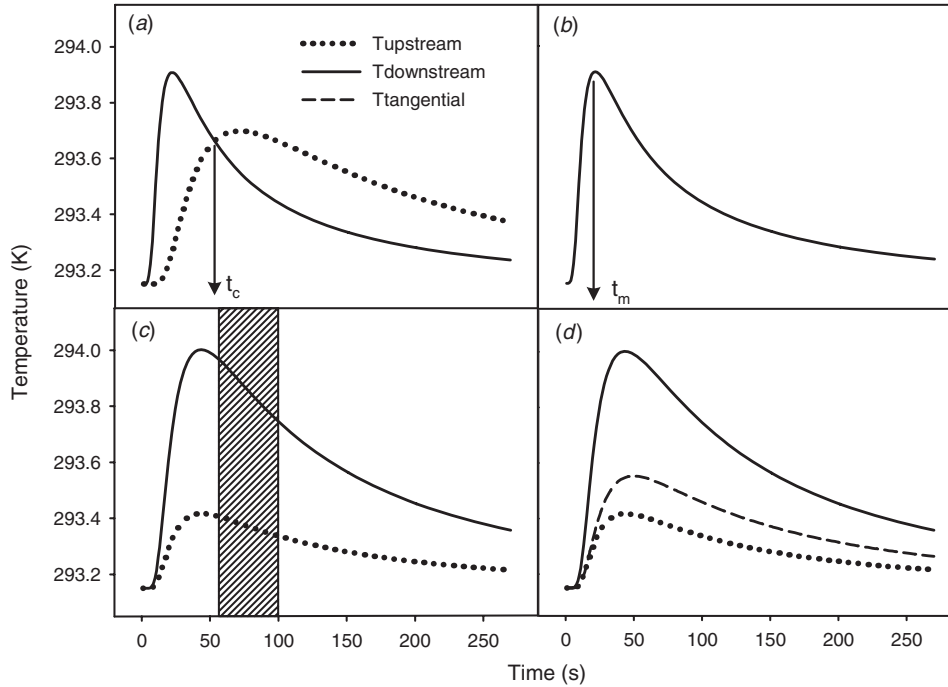 (a)
Tupstream
Tdownstream
Ttangential
(b)
294.0
293.8
293.6
293.4
293.2
t_c
t_m
Temperature (K)
(c)
(d)
294.0
293.8
293.6
293.4
293.2
0 50 100 150 200 250
0 50 100 150 200 250
Time (s)